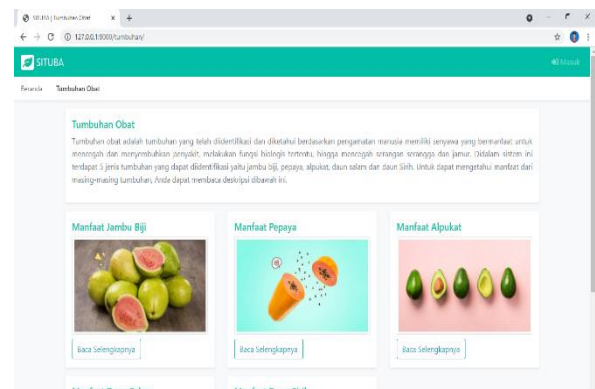 SITUBA | Tumbuhan Obat
127.0.0.1:8000/tumbuhan/
SITUBA
Masuk
Beranda Tumbuhan Obat
Tumbuhan Obat
Tumbuhan obat adalah tumbuhan yang telah diidentifikasi dan diketahui berdasarkan pengamatan manusia memiliki senyawa yang bermanfaat untuk
mencegah dan menyembuhkan penyakit, melakukan fungsi biologis tertentu, hingga mencegah serangan serangga dan jamur. Didalam sistem ini
terdapat 5 jenis tumbuhan yang dapat diidentifikasi yaitu jambu biji, pepaya, alpukat, daun salam dan daun Sirih. Untuk dapat mengetahui manfaat dari
masing-masing tumbuhan, Anda dapat membaca deskripsi dibawah ini.
Manfaat Jambu Biji
Manfaat Pepaya
Manfaat Alpukat
Baca Selengkapnya
Baca Selengkapnya
Baca Selengkapnya